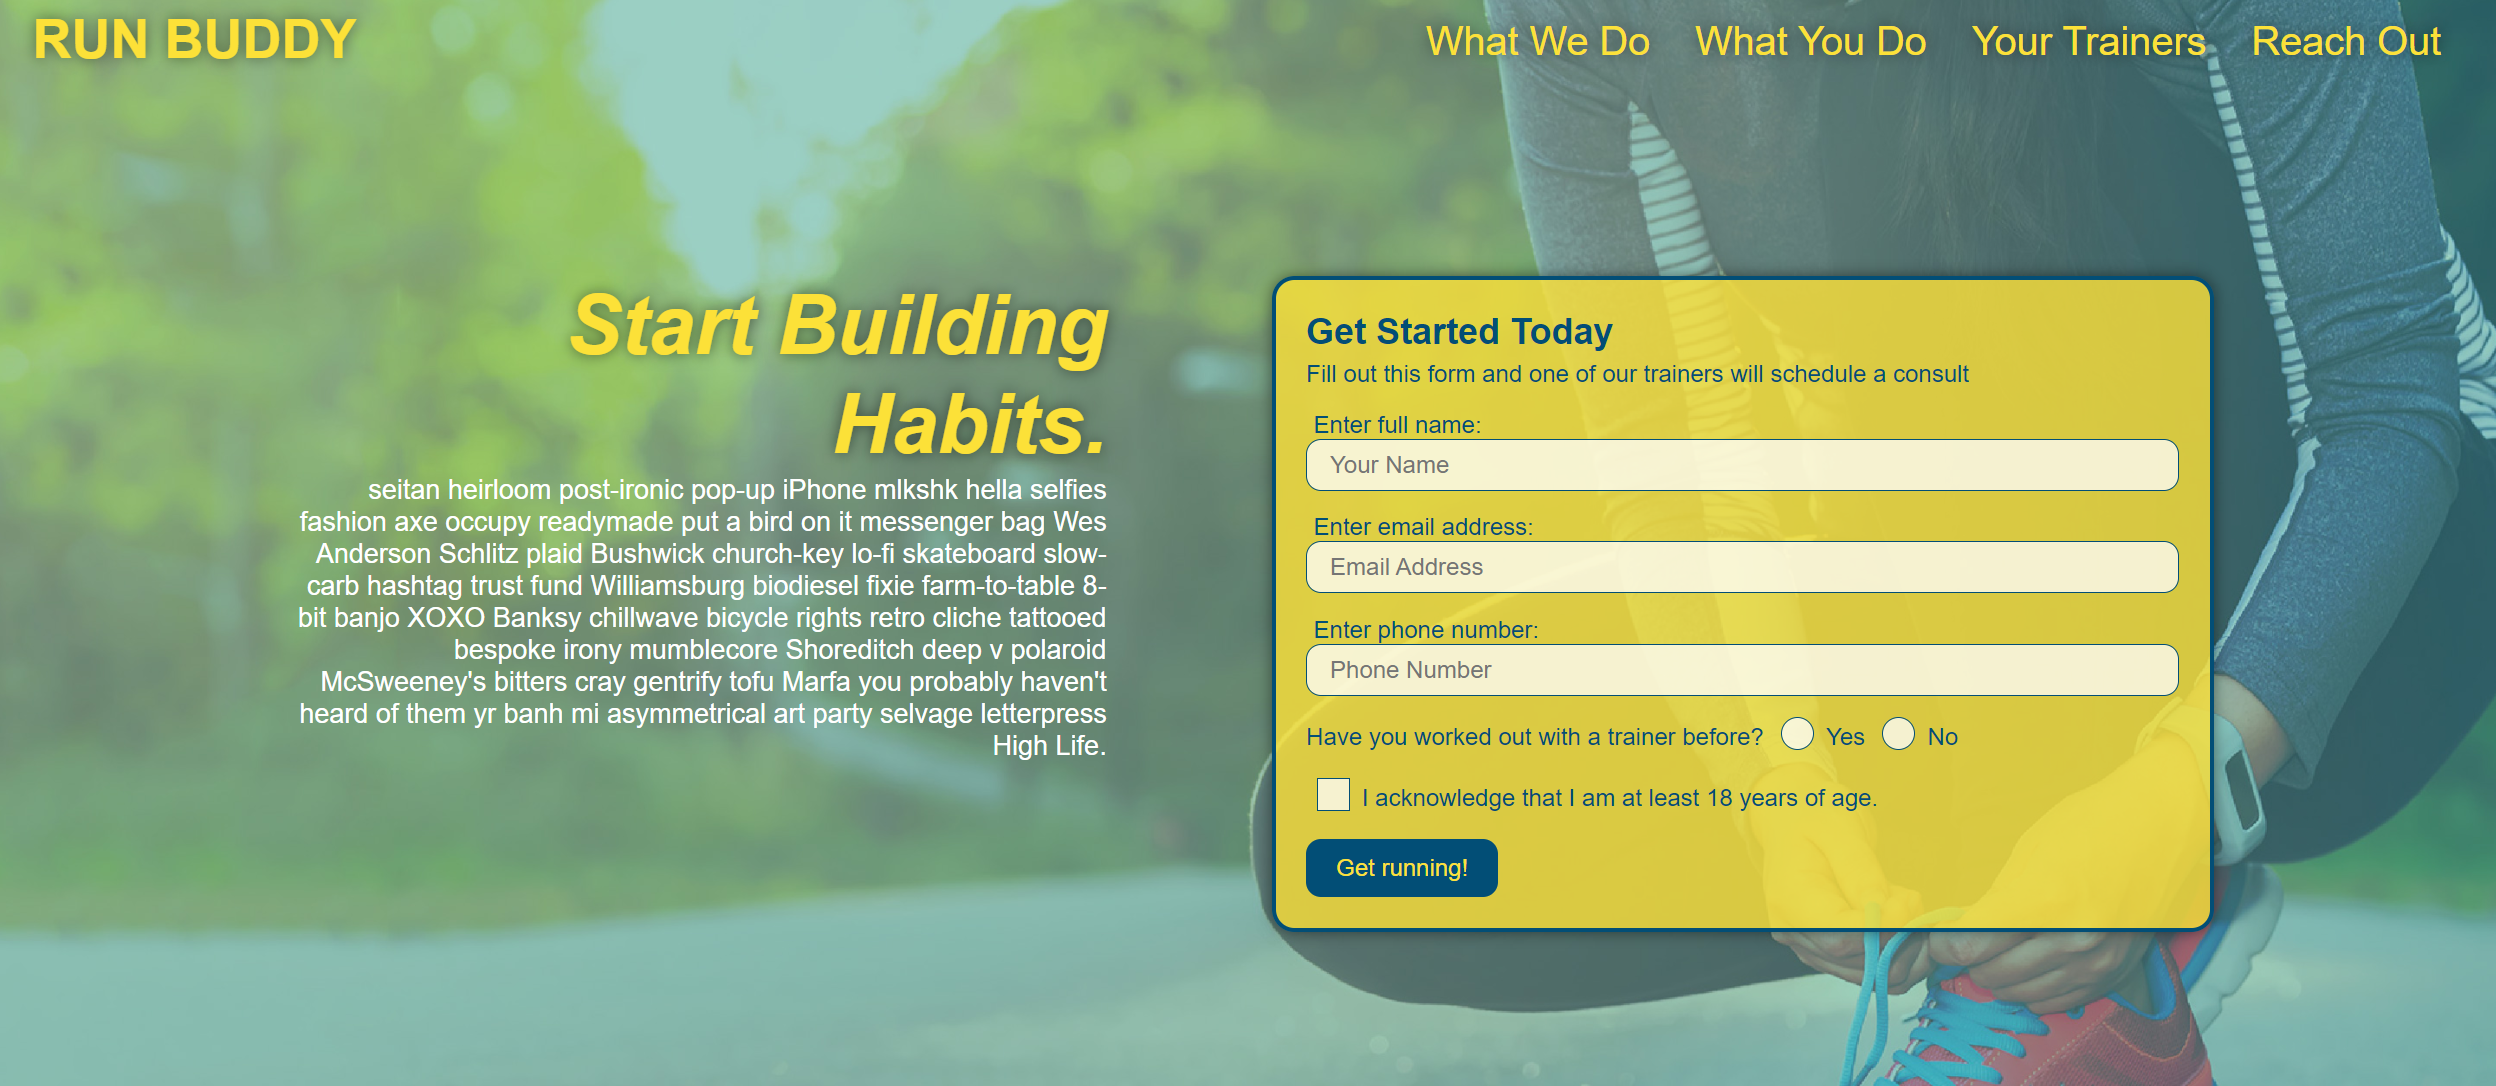 RUN BUDDY
What We Do
What You Do
Your Trainers
Reach Out
Start Building
Habits.
seitan heirloom post-ironic pop-up iPhone mlkshk hella selfies
fashion axe occupy readymade put a bird on it messenger bag Wes
Anderson Schlitz plaid Bushwick church-key lo-fi skateboard slow-
carb hashtag trust fund Williamsburg biodiesel fixie farm-to-table 8-
bit banjo XOXO Banksy chillwave bicycle rights retro cliche tattooed
bespoke irony mumblecore Shoreditch deep v polaroid
McSweeney's bitters cray gentrify tofu Marfa you probably haven't
heard of them yr banh mi asymmetrical art party selvage letterpress
High Life.
Get Started Today
Fill out this form and one of our trainers will schedule a consult
Enter full name:
Your Name
Enter email address:
Email Address
Enter phone number:
Phone Number
Have you worked out with a trainer before? Yes No
I acknowledge that I am at least 18 years of age.
Get running!